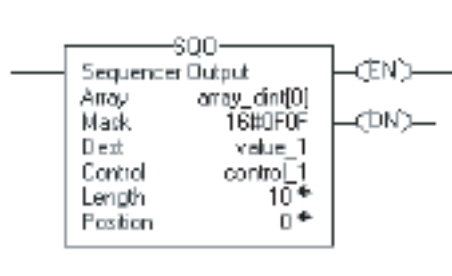 SQO
Sequencer Output
Array array_dint[0]
Mask 16#0F0F
Dest value_1
Control control_1
Length 10
Position 0
EN
DN